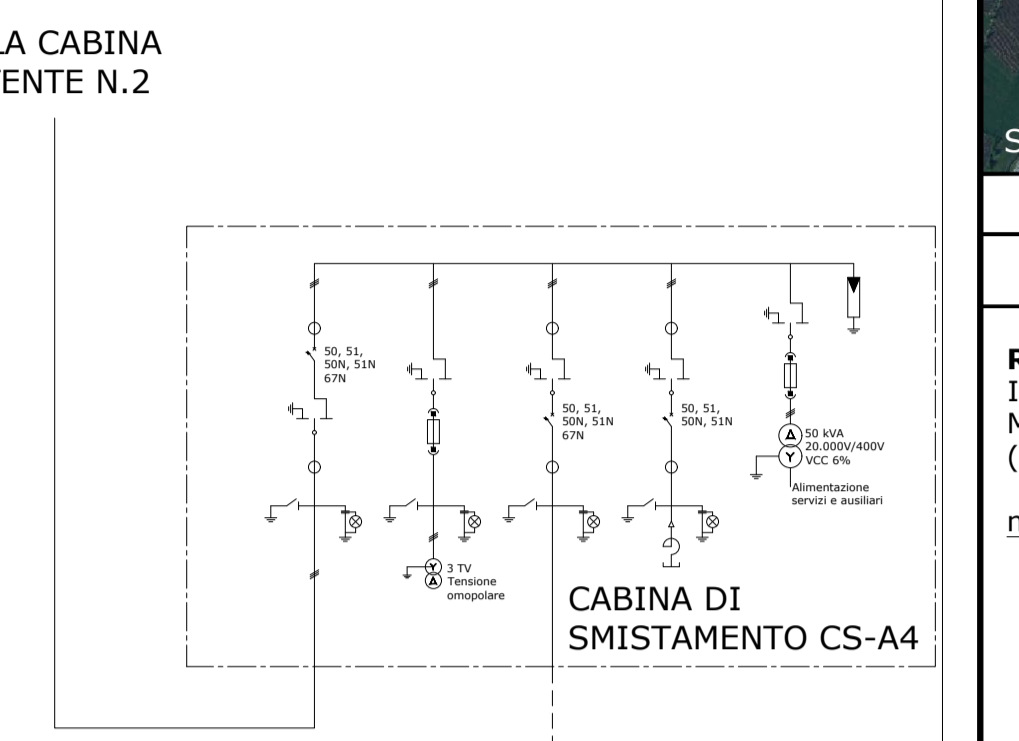 LA CABINA
TENTE N.2
50, 51,
50N, 51N
67N
50, 51,
50N, 51N
67N
50, 51,
50N, 51N
50 kVA
20.000V/400V
VCC 6%
Alimentazione
servizi e ausiliari
3 TV
Tensione
omopolare
CABINA DI
SMISTAMENTO CS-A4